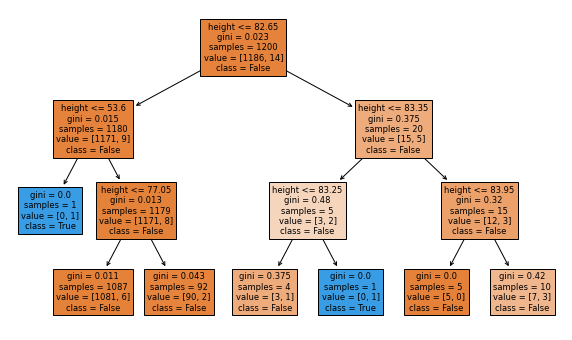 height <= 82.65
gini = 0.023
samples = 1200
value = [1186, 14]
class = False
height <= 53.6
gini = 0.015
samples = 1180
value = [1171, 9]
class = False
height <= 83.35
gini = 0.375
samples = 20
value = [15, 5]
class = False
gini = 0.0
samples = 1
value = [0, 1]
class = True
height <= 77.05
gini = 0.013
samples = 1179
value = [1171, 8]
class = False
height <= 83.25
gini = 0.48
samples = 5
value = [3, 2]
class = False
height <= 83.95
gini = 0.32
samples = 15
value = [12, 3]
class = False
gini = 0.011
samples = 1087
value = [1081, 6]
class = False
gini = 0.043
samples = 92
value = [90, 2]
class = False
gini = 0.375
samples = 4
value = [3, 1]
class = False
gini = 0.0
samples = 1
value = [0, 1]
class = True
gini = 0.0
samples = 5
value = [5, 0]
class = False
gini = 0.42
samples = 10
value = [7, 3]
class = False